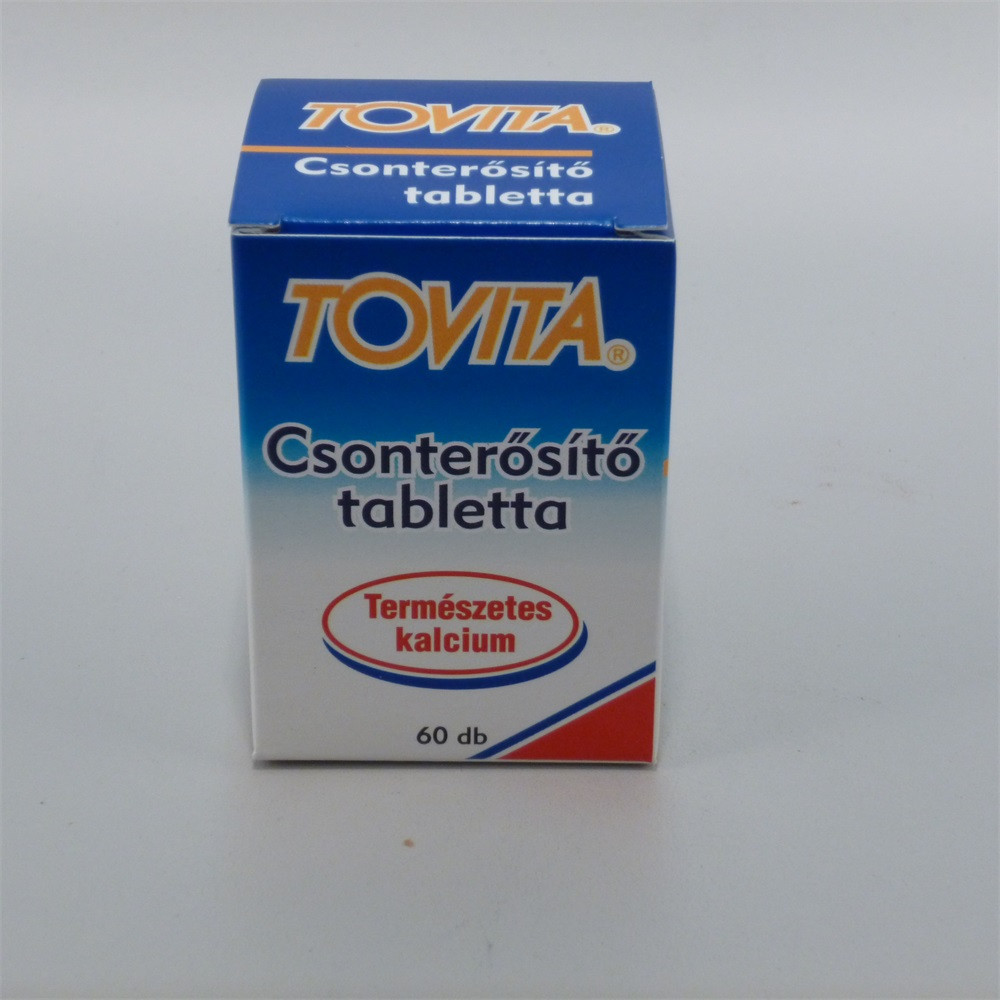 TOVITA®
Csonterősítő
tabletta
TOVITA®
Csonterősítő
tabletta
Természetes
kalcium
60 db